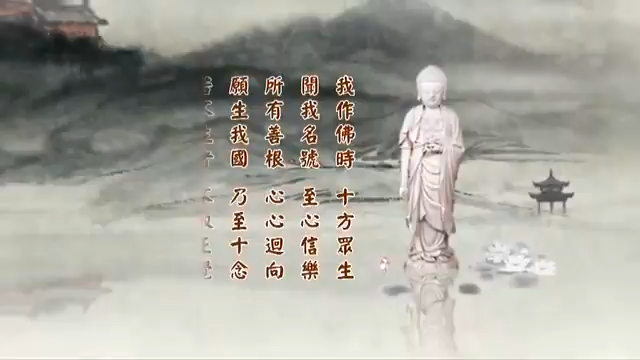 我作佛時 十方眾生
聞我名號 至心信樂
所有善根 心心迴向
願生我國 乃至十念